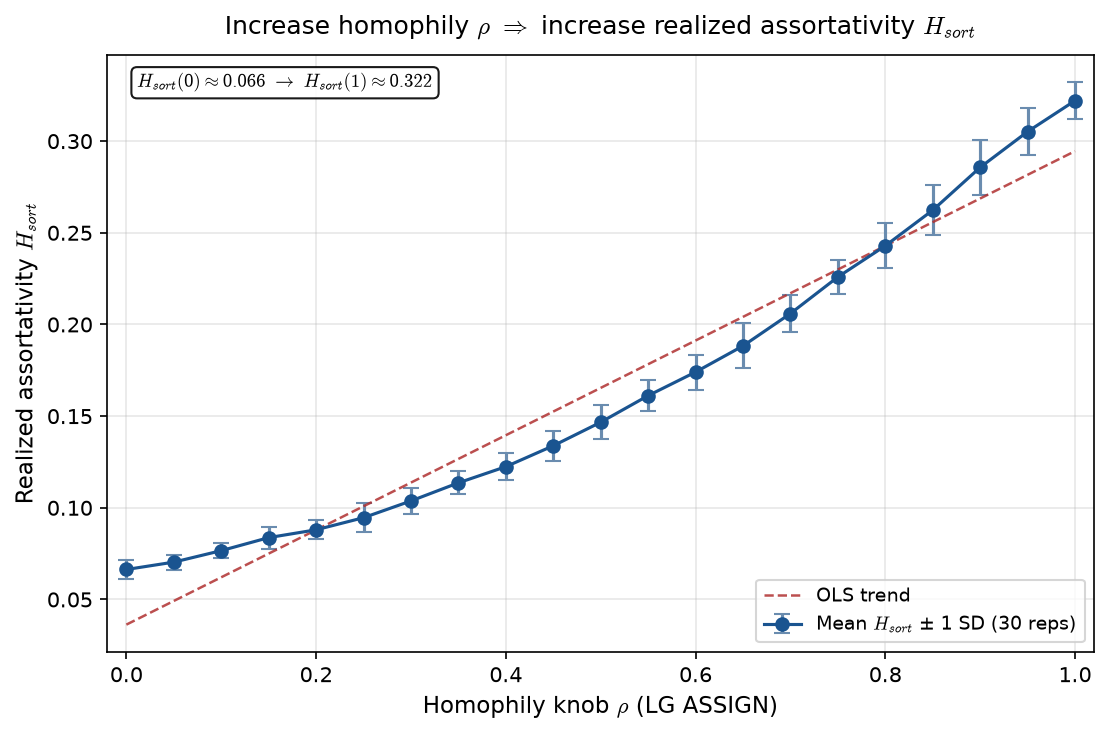 Increase homophily ρ ⇒ increase realized assortativity H_sort
H_sort(0) ≈ 0.066 → H_sort(1) ≈ 0.322
Realized assortativity H_sort
0.30
0.25
0.20
0.15
0.10
0.05
OLS trend
Mean H_sort ± 1 SD (30 reps)
0.0 0.2 0.4 0.6 0.8 1.0
Homophily knob ρ (LG ASSIGN)